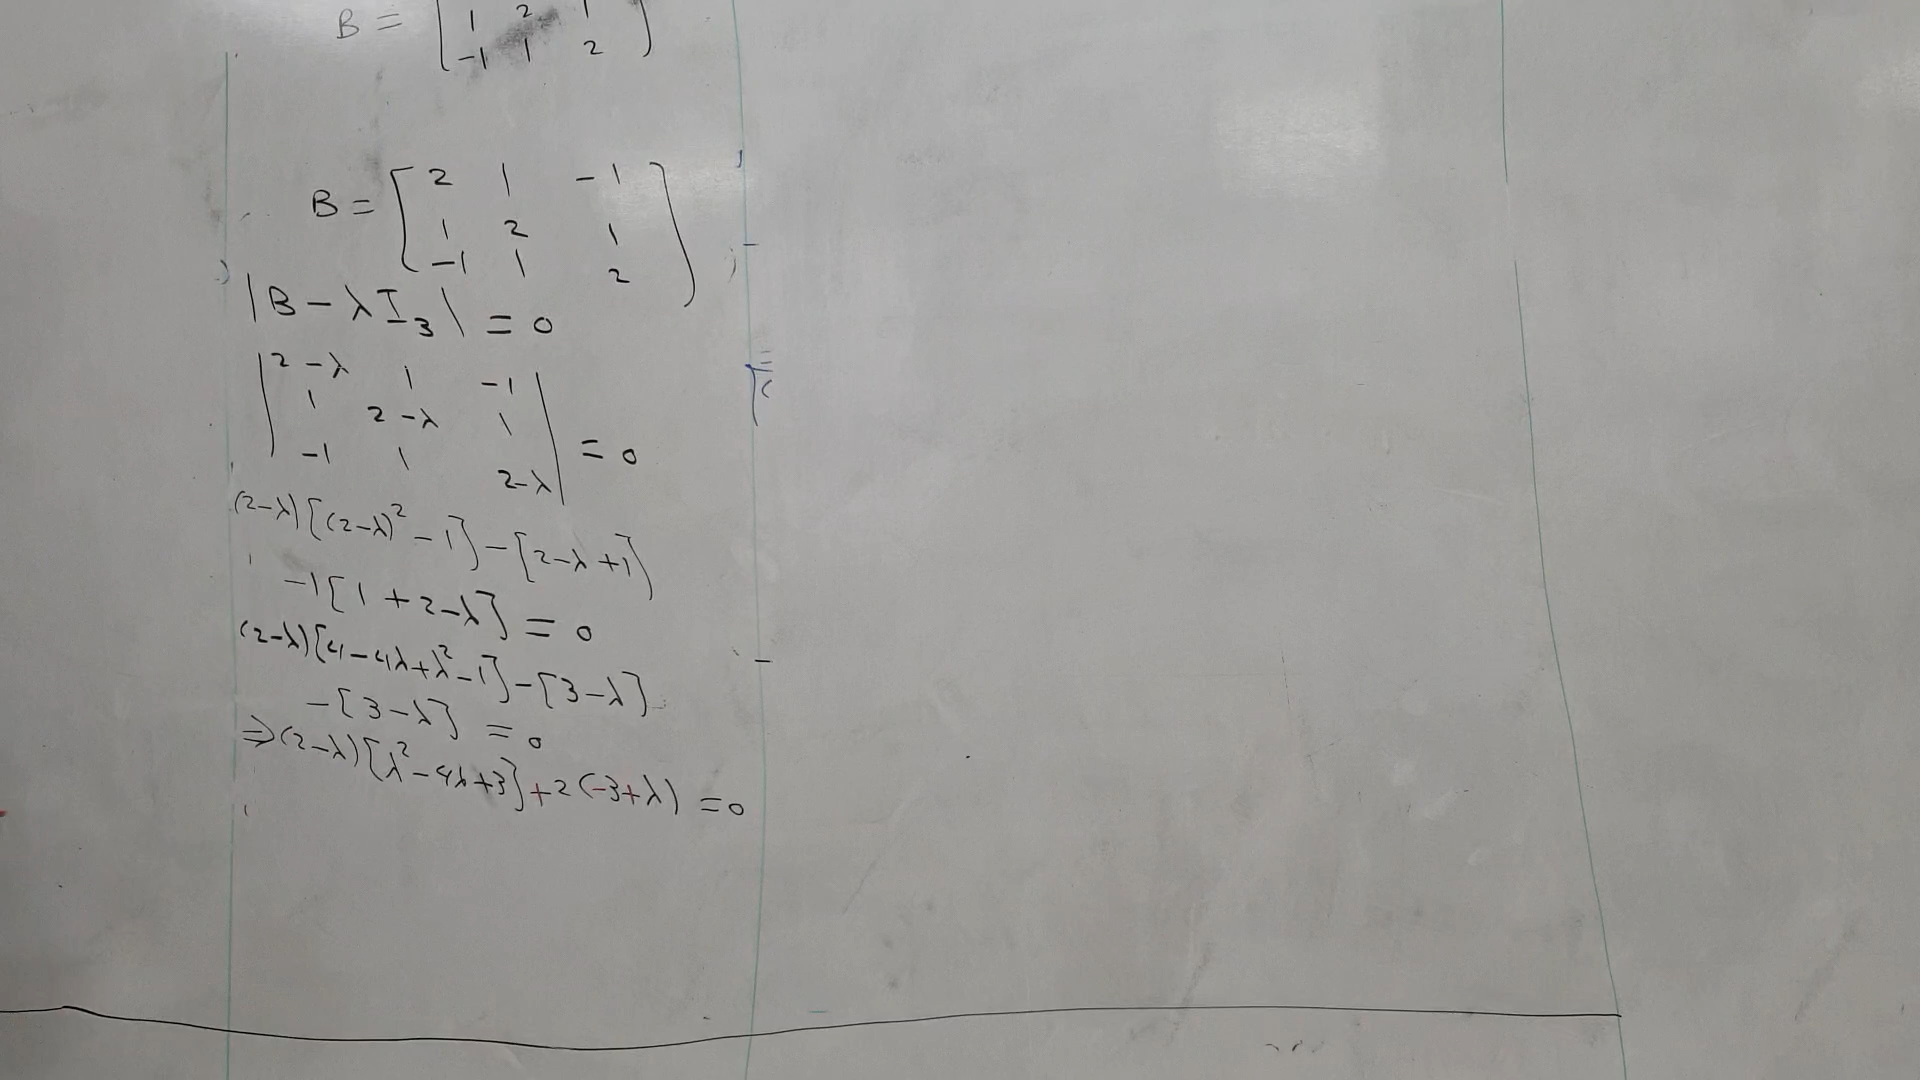 B = [ 1 2 1
-1 1 2 ]
B = [ 2 1 -1
1 2 1
-1 1 2 ]
|B - λI₃| = 0
| 2-λ 1 -1 |
| 1 2-λ 1 | = 0
| -1 1 2-λ |
(2-λ)[(2-λ)² - 1] - [2-λ+1]
-1[1+2-λ] = 0
(2-λ)[4-4λ+λ²-1] - [3-λ]
-[3-λ] = 0
⇒ (2-λ)[λ²-4λ+3] + 2(-3+λ) = 0